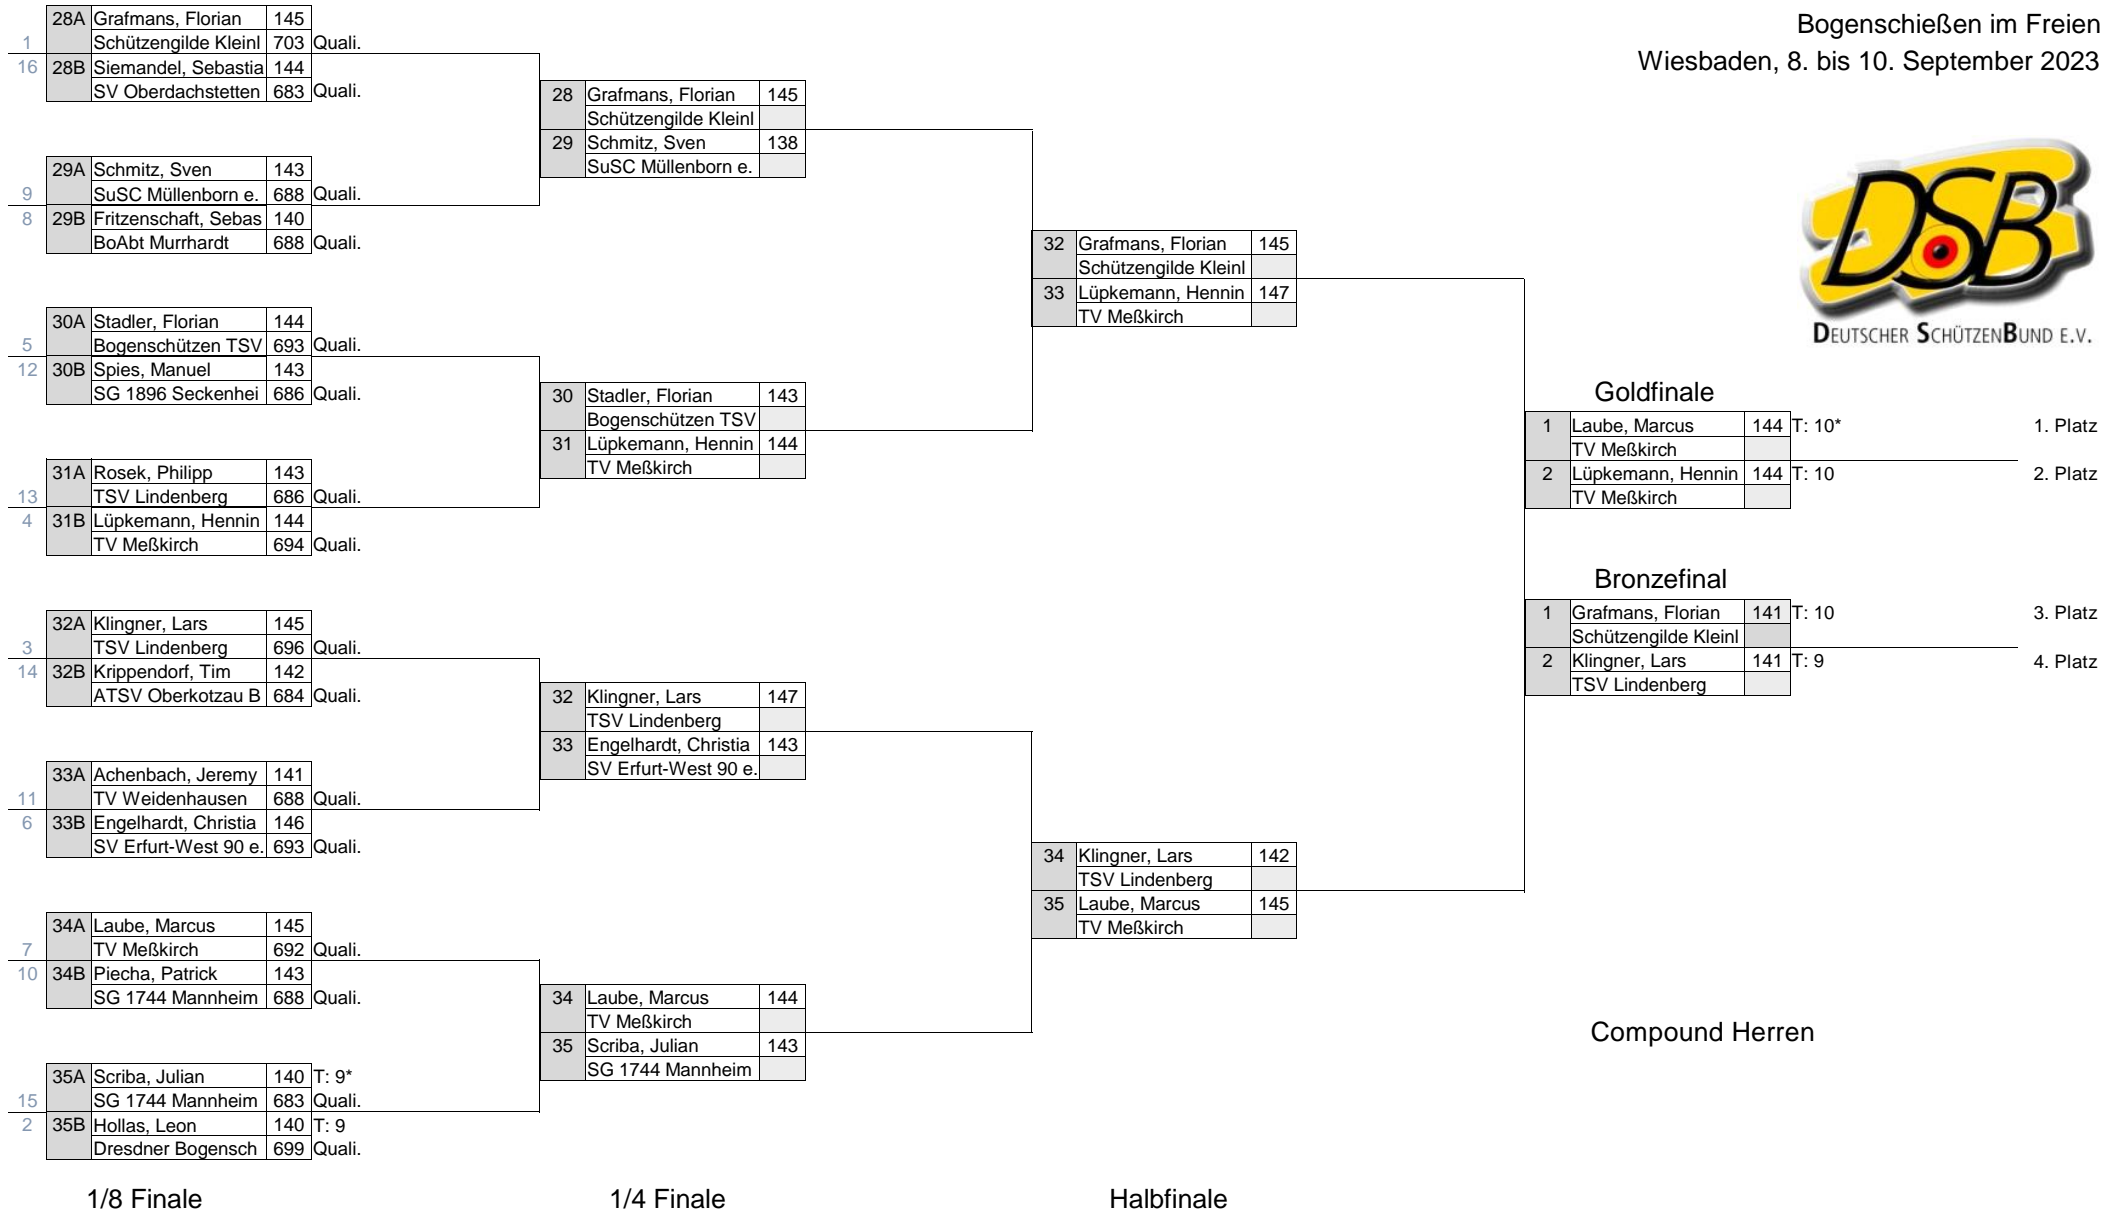 Bogenschießen im Freien
Wiesbaden, 8. bis 10. September 2023
DSB
DEUTSCHER SCHÜTZENBUND E.V.
28A Grafmans, Florian 145
1 Schützengilde Kleinl 703 Quali.
16 28B Siemandel, Sebastia 144
SV Oberdachstetten 683 Quali.
29A Schmitz, Sven 143
9 SuSC Müllenborn e. 688 Quali.
8 29B Fritzenschaft, Sebas 140
BoAbt Murrhardt 688 Quali.
30A Stadler, Florian 144
5 Bogenschützen TSV 693 Quali.
12 30B Spies, Manuel 143
SG 1896 Seckenhei 686 Quali.
31A Rosek, Philipp 143
13 TSV Lindenberg 686 Quali.
4 31B Lüpkemann, Hennin 144
TV Meßkirch 694 Quali.
32A Klingner, Lars 145
3 TSV Lindenberg 696 Quali.
14 32B Krippendorf, Tim 142
ATSV Oberkotzau B 684 Quali.
33A Achenbach, Jeremy 141
11 TV Weidenhausen 688 Quali.
6 33B Engelhardt, Christia 146
SV Erfurt-West 90 e. 693 Quali.
34A Laube, Marcus 145
7 TV Meßkirch 692 Quali.
10 34B Piecha, Patrick 143
SG 1744 Mannheim 688 Quali.
35A Scriba, Julian 140 T: 9*
15 SG 1744 Mannheim 683 Quali.
2 35B Hollas, Leon 140 T: 9
Dresdner Bogensch 699 Quali.
1/8 Finale
28 Grafmans, Florian 145
Schützengilde Kleinl
29 Schmitz, Sven 138
SuSC Müllenborn e.
30 Stadler, Florian 143
Bogenschützen TSV
31 Lüpkemann, Hennin 144
TV Meßkirch
32 Klingner, Lars 147
TSV Lindenberg
33 Engelhardt, Christia 143
SV Erfurt-West 90 e.
34 Laube, Marcus 144
TV Meßkirch
35 Scriba, Julian 143
SG 1744 Mannheim
1/4 Finale
32 Grafmans, Florian 145
Schützengilde Kleinl
33 Lüpkemann, Hennin 147
TV Meßkirch
34 Klingner, Lars 142
TSV Lindenberg
35 Laube, Marcus 145
TV Meßkirch
Halbfinale
Goldfinale
1 Laube, Marcus 144 T: 10* 1. Platz
TV Meßkirch
2 Lüpkemann, Hennin 144 T: 10 2. Platz
TV Meßkirch
Bronzefinal
1 Grafmans, Florian 141 T: 10 3. Platz
Schützengilde Kleinl
2 Klingner, Lars 141 T: 9 4. Platz
TSV Lindenberg
Compound Herren